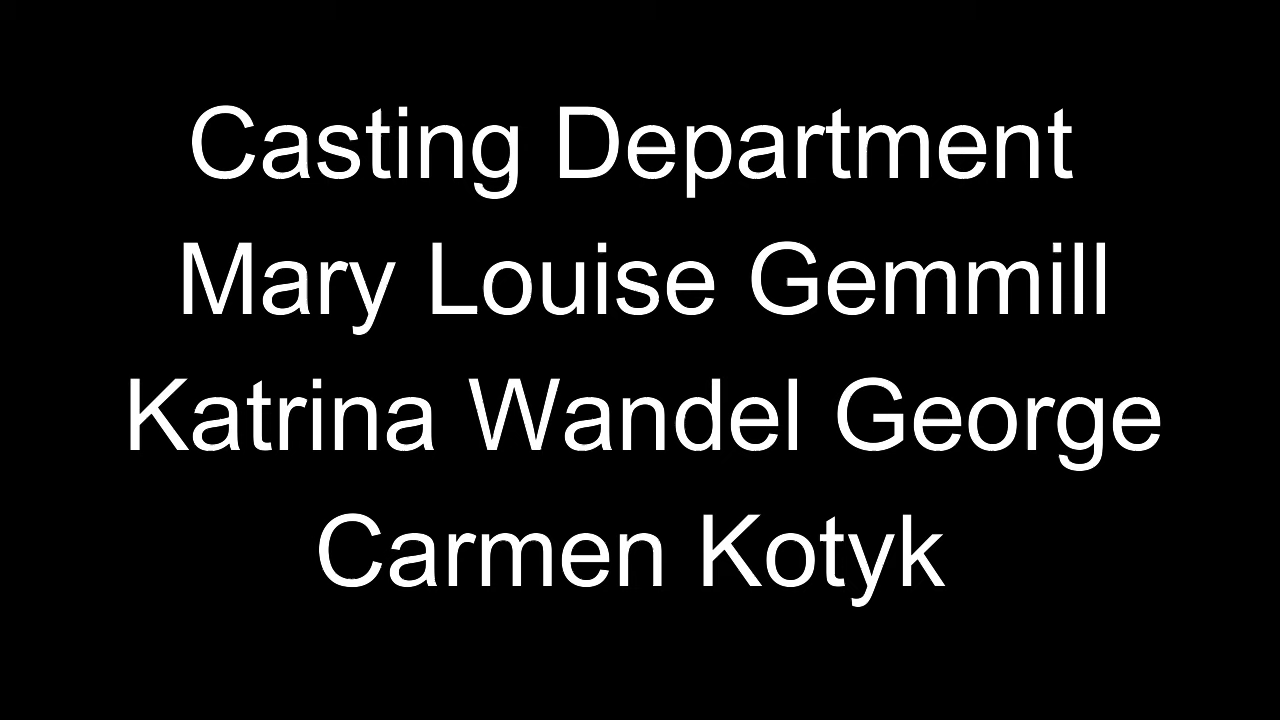 Casting Department
Mary Louise Gemmill
Katrina Wandel George
Carmen Kotyk